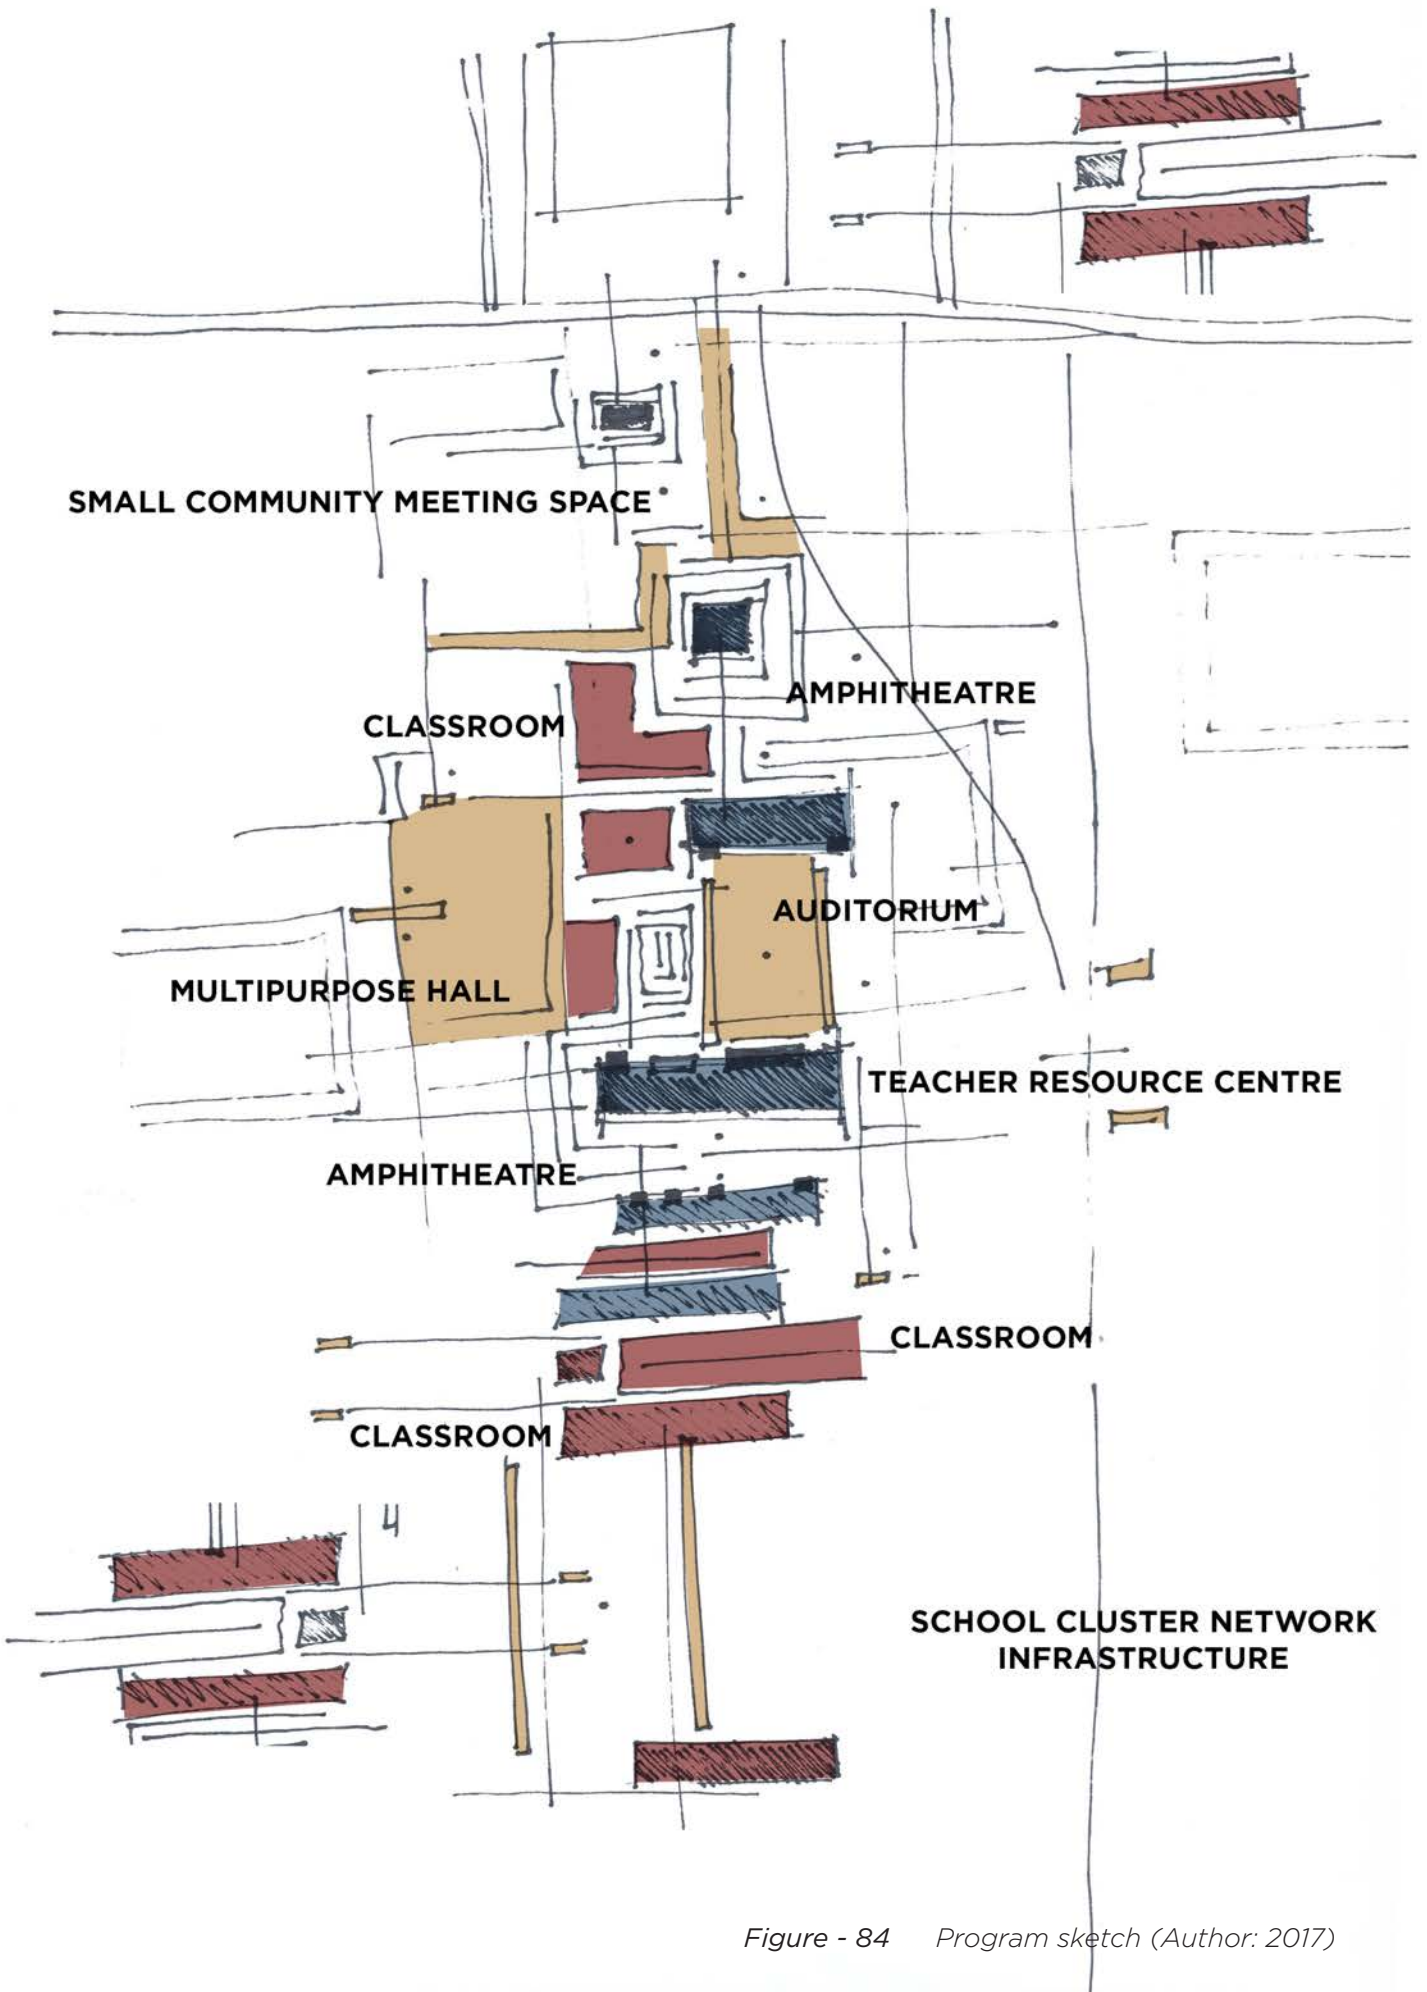 SMALL COMMUNITY MEETING SPACE
AMPHITHEATRE
CLASSROOM
AUDITORIUM
MULTIPURPOSE HALL
TEACHER RESOURCE CENTRE
AMPHITHEATRE
CLASSROOM
CLASSROOM
SCHOOL CLUSTER NETWORK
INFRASTRUCTURE
Figure - 84 Program sketch (Author: 2017)